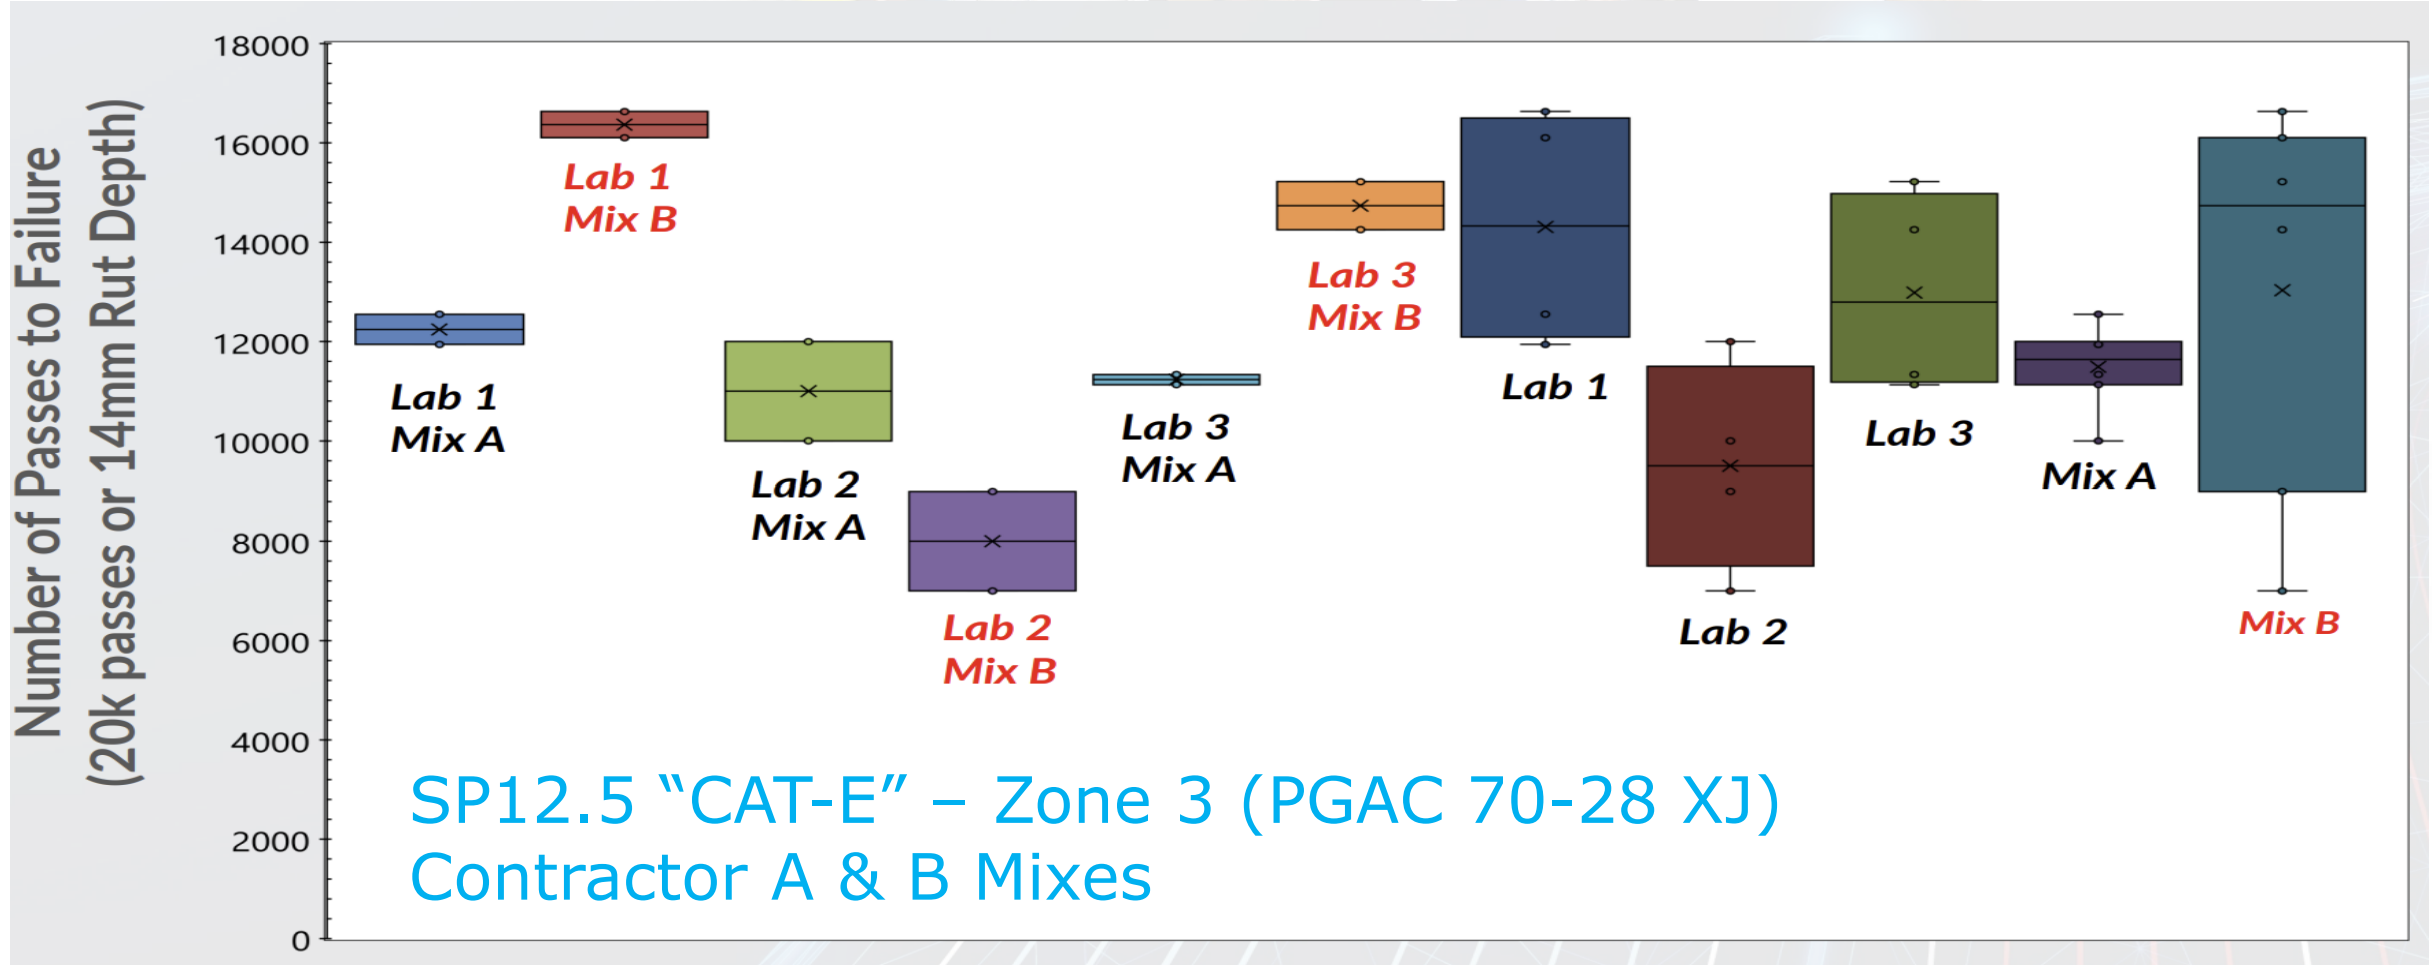 Number of Passes to Failure
(20k passes or 14mm Rut Depth)
18000
16000
14000
12000
10000
8000
6000
4000
2000
0
Lab 1
Mix A
Lab 1
Mix B
Lab 2
Mix A
Lab 2
Mix B
Lab 3
Mix A
Lab 3
Mix B
Lab 1
Lab 2
Lab 3
Mix A
Mix B
SP12.5 “CAT-E” – Zone 3 (PGAC 70-28 XJ)
Contractor A & B Mixes